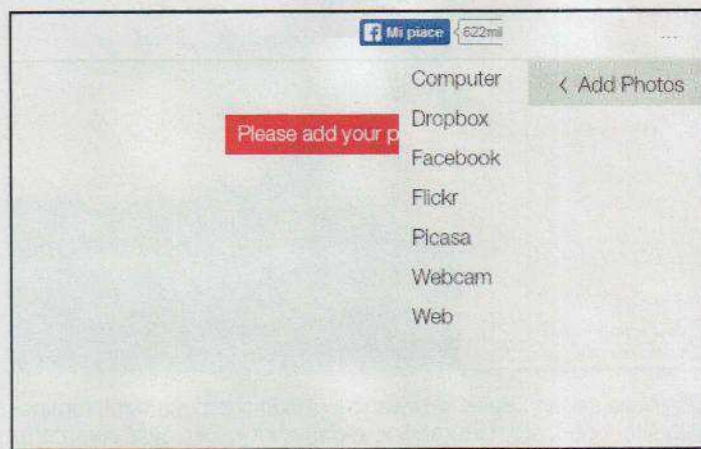 Mi piace 622mil
...
Computer
< Add Photos
Dropbox
Please add your p
Facebook
Flickr
Picasa
Webcam
Web